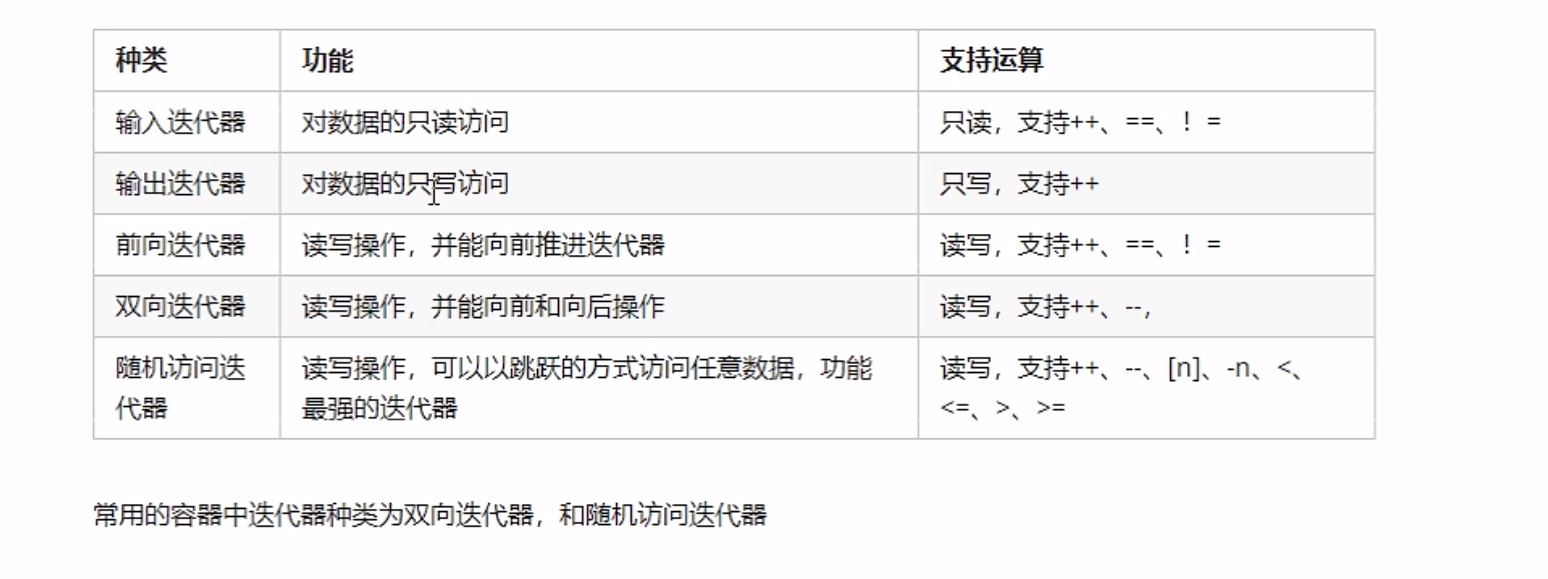 种类 功能 支持运算
输入迭代器 对数据的只读访问 只读，支持++、==、！=
输出迭代器 对数据的只写访问 只写，支持++
前向迭代器 读写操作，并能向前推进迭代器 读写，支持++、==、！=
双向迭代器 读写操作，并能向前和向后操作 读写，支持++、--，
随机访问迭 读写操作，可以以跳跃的方式访问任意数据，功能 读写，支持++、--、[n]、-n、<、
代器 最强的迭代器 <=、>、>=
常用的容器中迭代器种类为双向迭代器，和随机访问迭代器